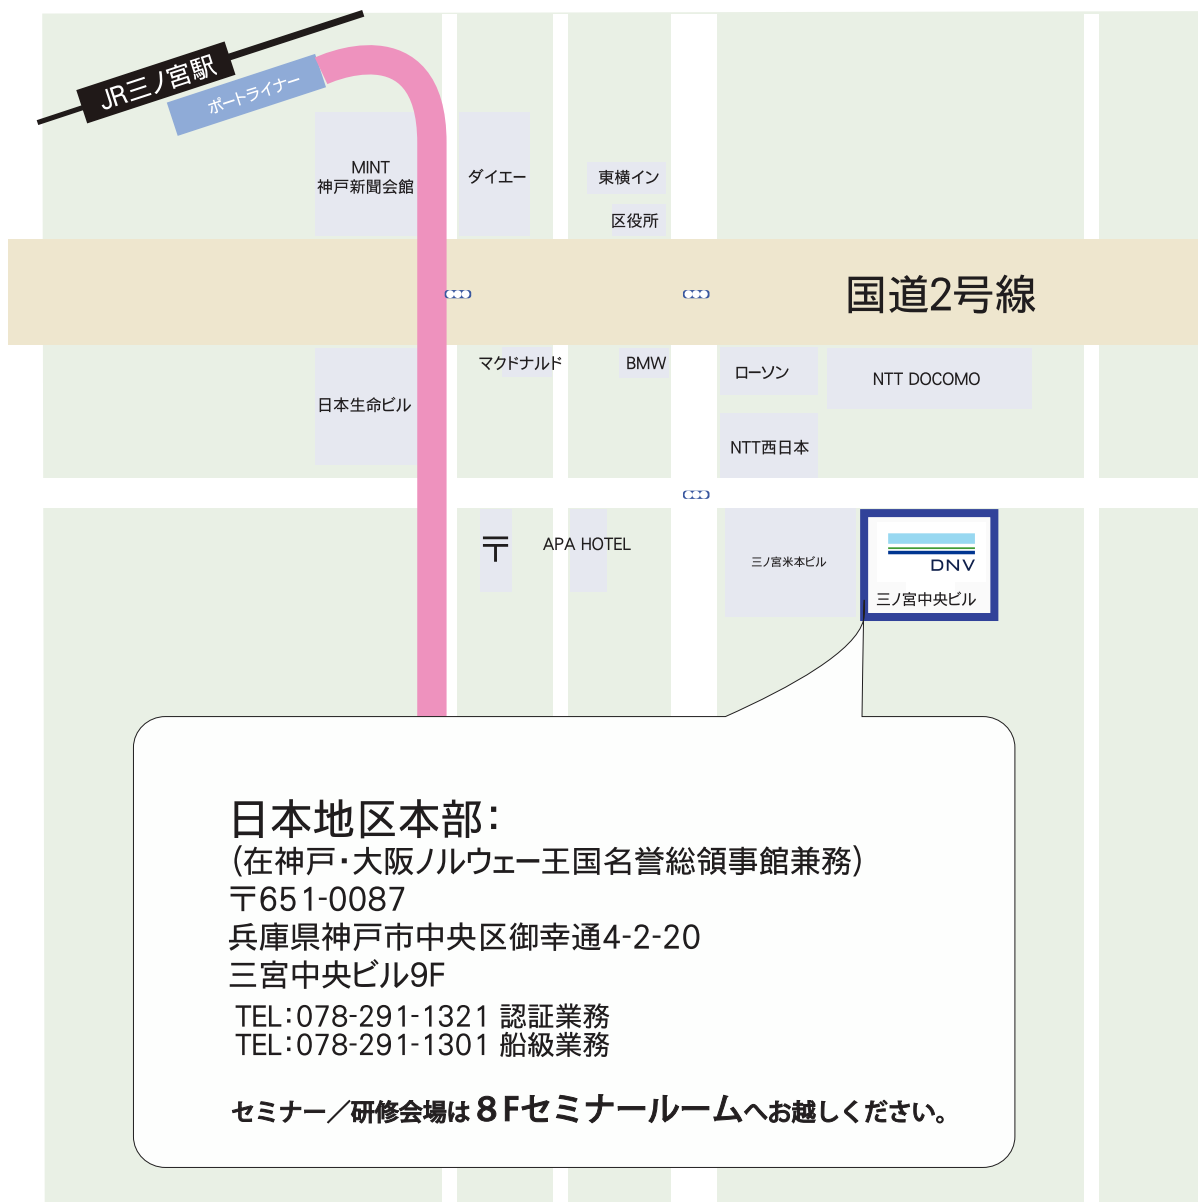 JR三ノ宮駅
ポートライナー
MINT
神戸新聞会館
ダイエー
東横イン
区役所
国道2号線
日本生命ビル
マクドナルド
BMW
ローソン
NTT DOCOMO
NTT西日本
〒
APA HOTEL
三ノ宮米本ビル
DNV
三ノ宮中央ビル
日本地区本部：
(在神戸・大阪ノルウェー王国名誉総領事館兼務)
〒651-0087
兵庫県神戸市中央区御幸通4-2-20
三宮中央ビル9F
TEL：078-291-1321 認証業務
TEL：078-291-1301 船級業務
セミナー／研修会場は８Fセミナールームへお越しください。